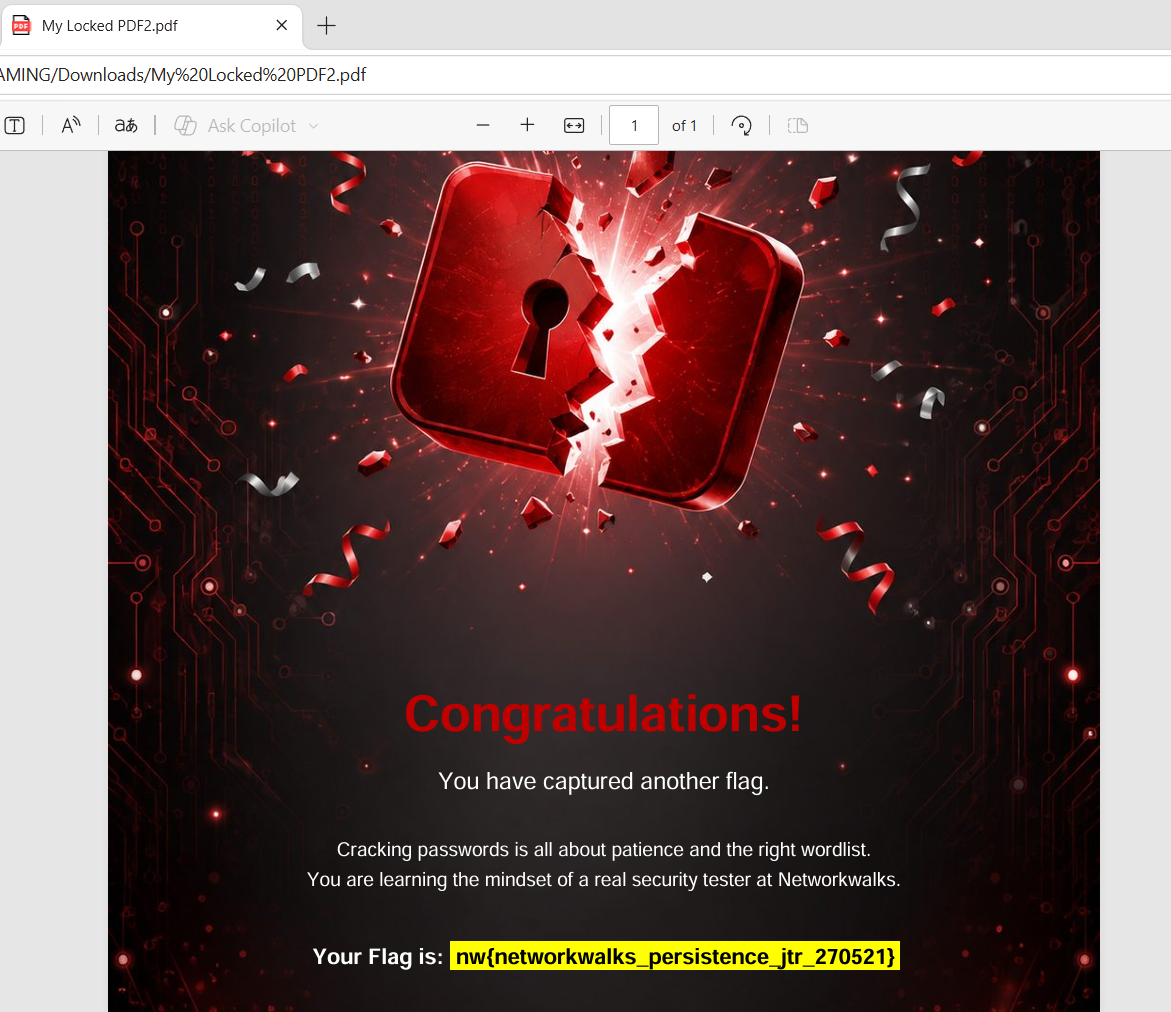 My Locked PDF2.pdf
AMING/Downloads/My%20Locked%20PDF2.pdf
Ask Copilot
1 of 1
Congratulations!
You have captured another flag.
Cracking passwords is all about patience and the right wordlist.
You are learning the mindset of a real security tester at Networkwalks.
Your Flag is: nw{networkwalks_persistence_jtr_270521}